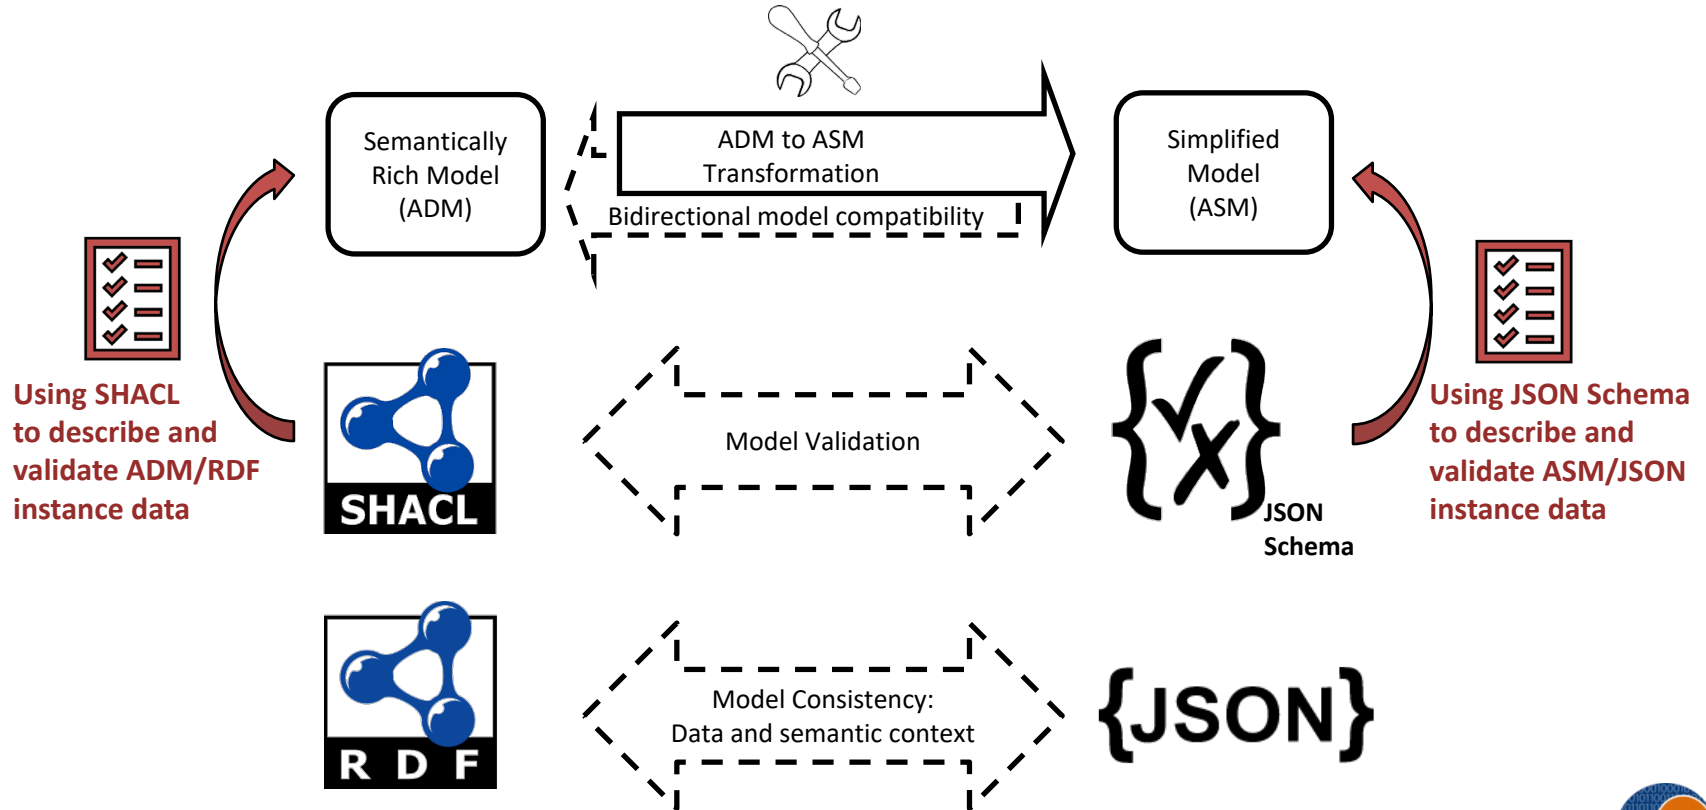 Semantically
Rich Model
(ADM)
ADM to ASM
Transformation
Bidirectional model compatibility
Simplified
Model
(ASM)
Using SHACL
to describe and
validate ADM/RDF
instance data
SHACL
Model Validation
JSON
Schema
Using JSON Schema
to describe and
validate ASM/JSON
instance data
RDF
Model Consistency:
Data and semantic context
{JSON}